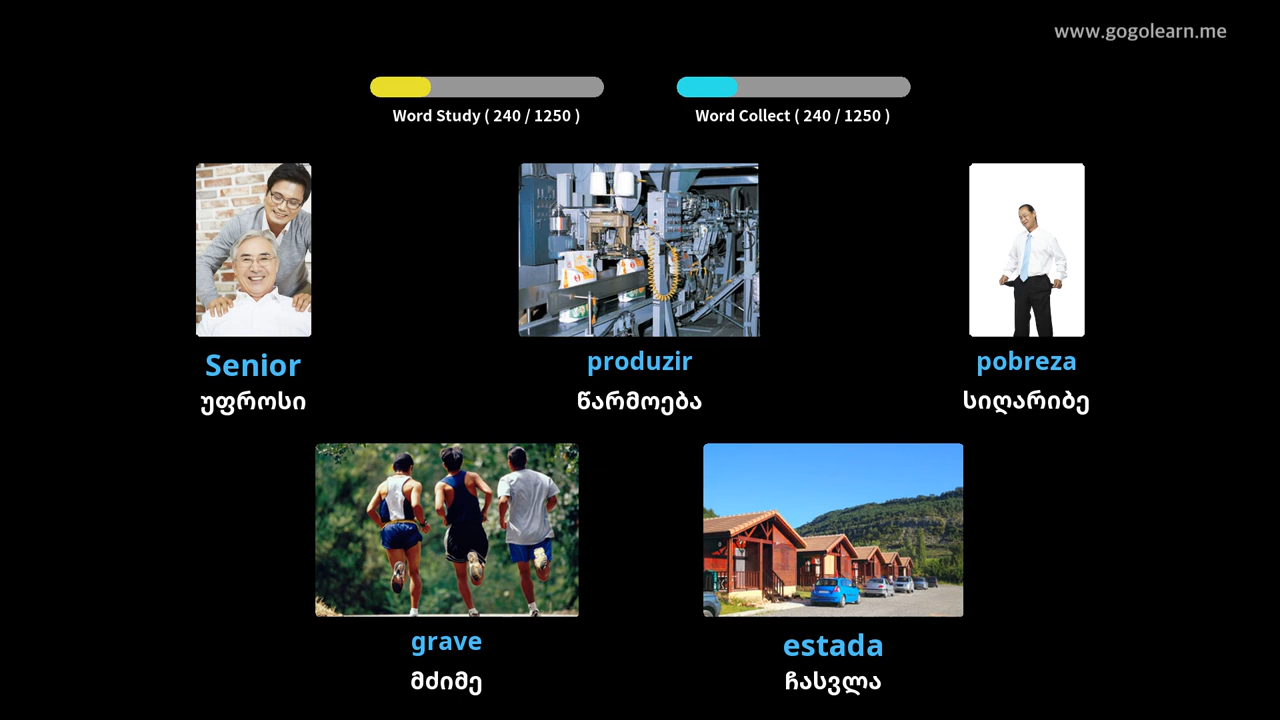 www.gogolearn.me
Word Study ( 240 / 1250 )
Word Collect ( 240 / 1250 )
Senior
უფროსი
produzir
წარმოება
pobreza
სიღარიბე
grave
მძიმე
estada
ჩასვლა